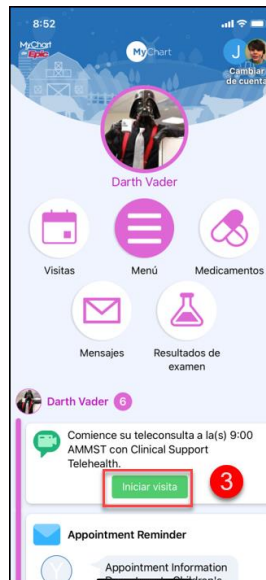 8:52
MyChart
by Epic
MyChart
J
Cambiar
de cuenta
Darth Vader
Visitas
Menú
Medicamentos
Mensajes
Resultados de
examen
Darth Vader 6
Comience su teleconsulta a la(s) 9:00
AMMST con Clinical Support
Telehealth.
Iniciar visita
3
Appointment Reminder
Y
Appointment Information